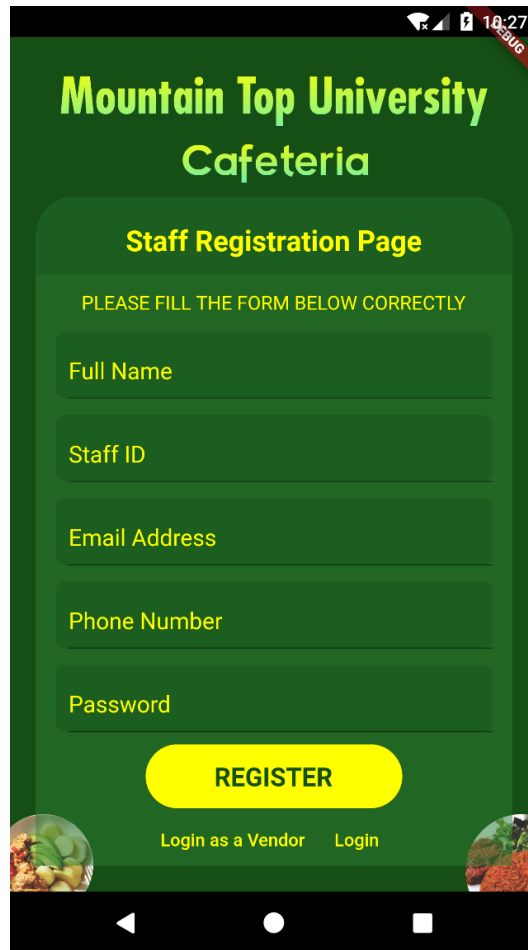 10:27
DEBUG
Mountain Top University
Cafeteria
Staff Registration Page
PLEASE FILL THE FORM BELOW CORRECTLY
Full Name
Staff ID
Email Address
Phone Number
Password
REGISTER
Login as a Vendor Login